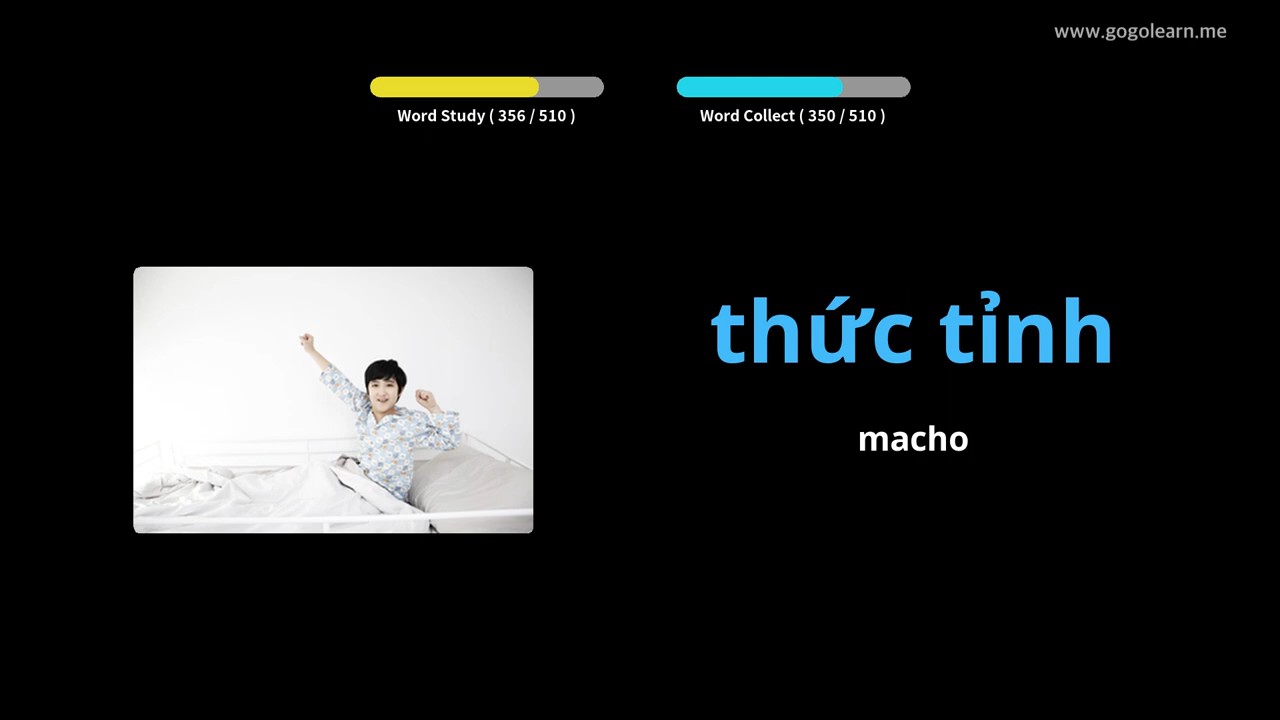 www.gogolearn.me
Word Study ( 356 / 510 )
Word Collect ( 350 / 510 )
thức tỉnh
macho